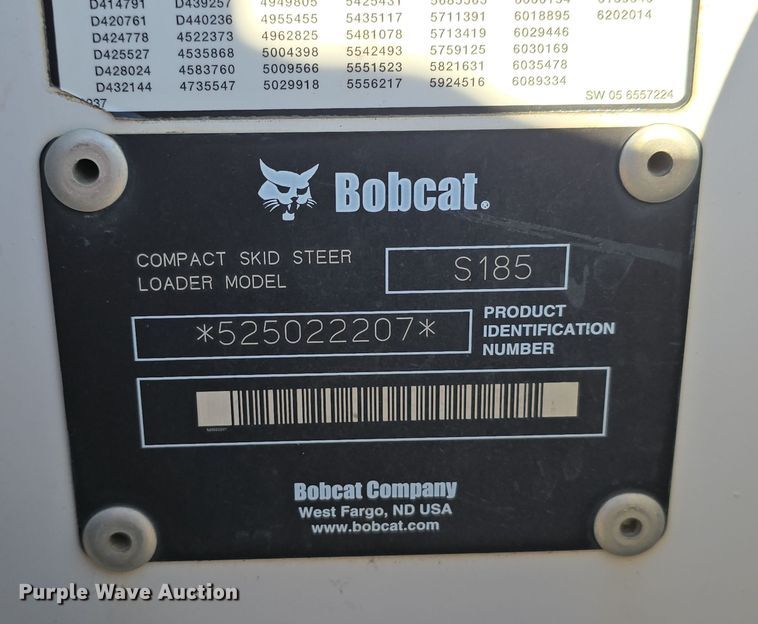 D414791 D439257 4949805 5425431 5685563
D420761 D440236 4955455 5435117 5711391 6018895 6202014
D424778 4522373 4962825 5481078 5713419 6029446
D425527 4535868 5004398 5542493 5759125 6030169
D428024 4583760 5009566 5551523 5821631 6035478
D432144 4735547 5029918 5556217 5924516 6089334
SW 05 6557224
Bobcat®
COMPACT SKID STEER
LOADER MODEL
S185
*525022207*
PRODUCT
IDENTIFICATION
NUMBER
Bobcat Company
West Fargo, ND USA
www.bobcat.com
Purple Wave Auction